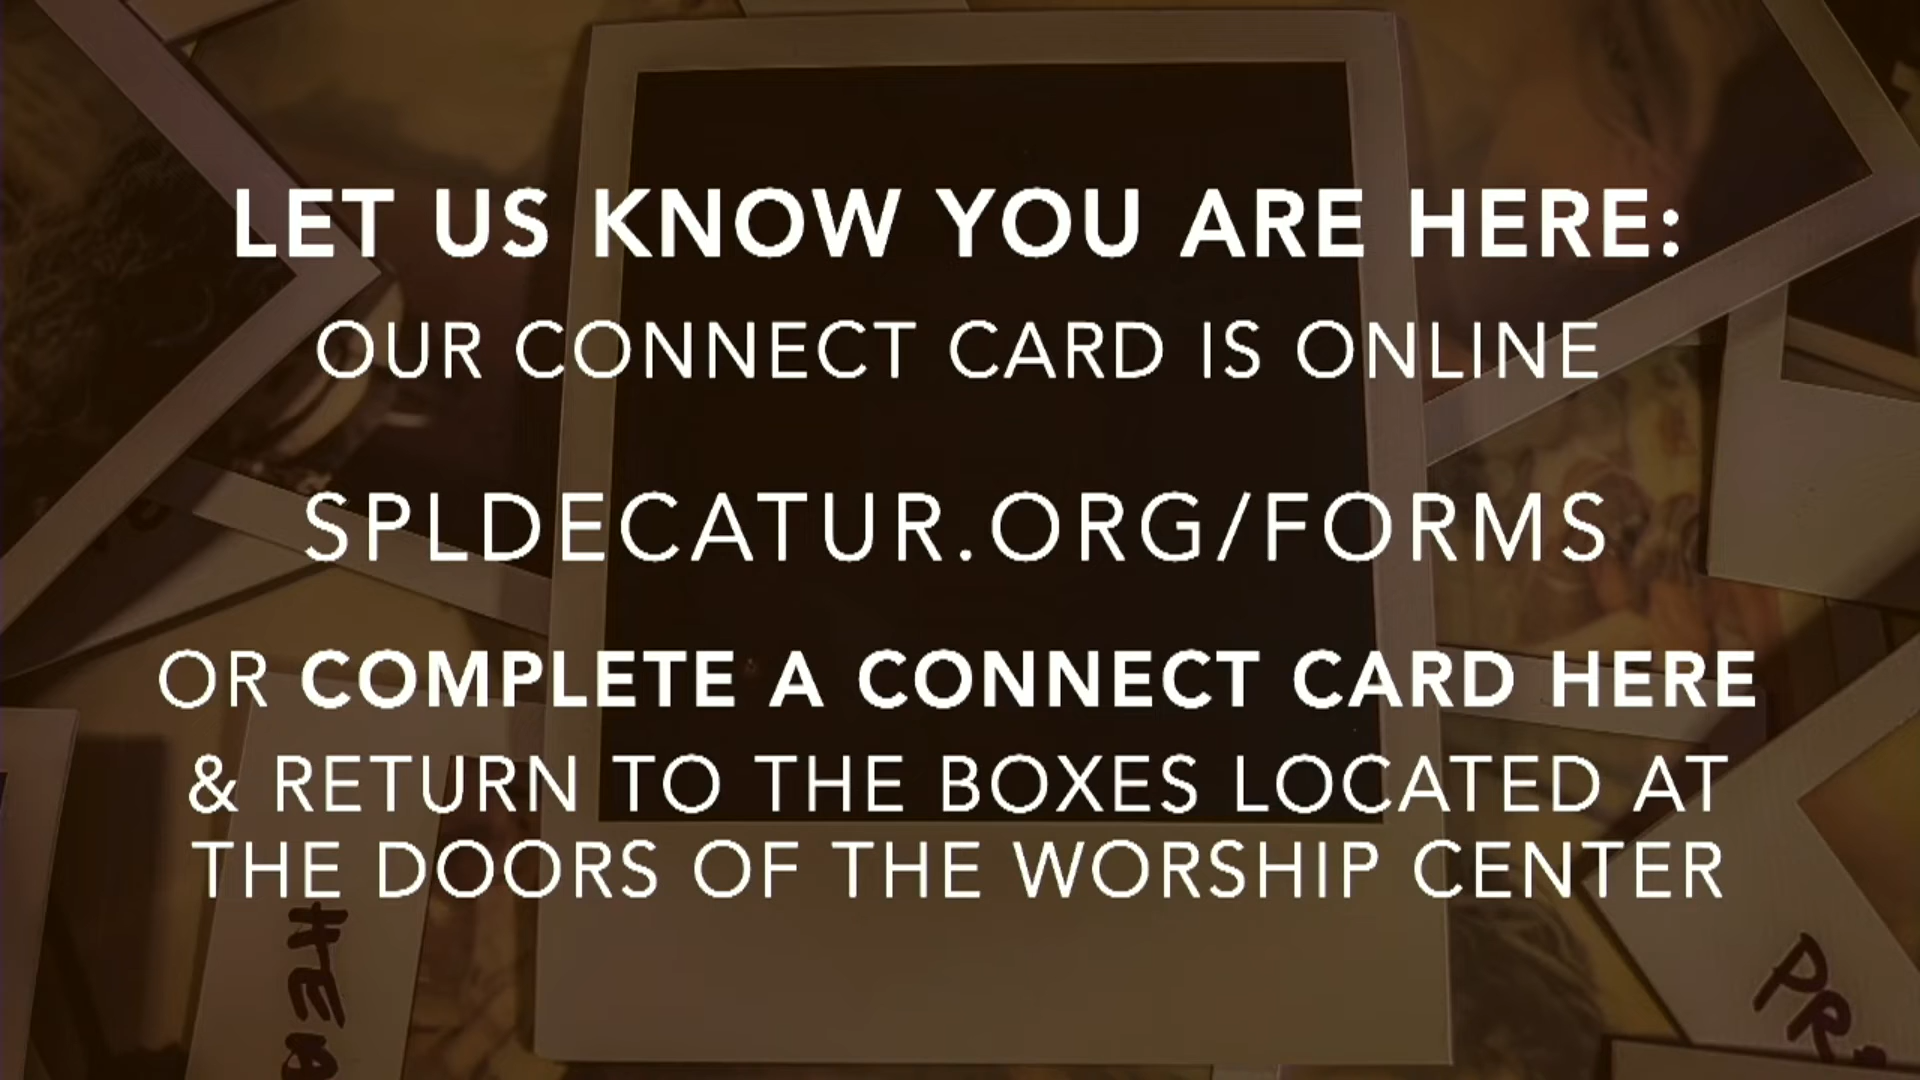 LET US KNOW YOU ARE HERE:
OUR CONNECT CARD IS ONLINE
SPLDECATUR.ORG/FORMS
OR COMPLETE A CONNECT CARD HERE
& RETURN TO THE BOXES LOCATED AT
THE DOORS OF THE WORSHIP CENTER